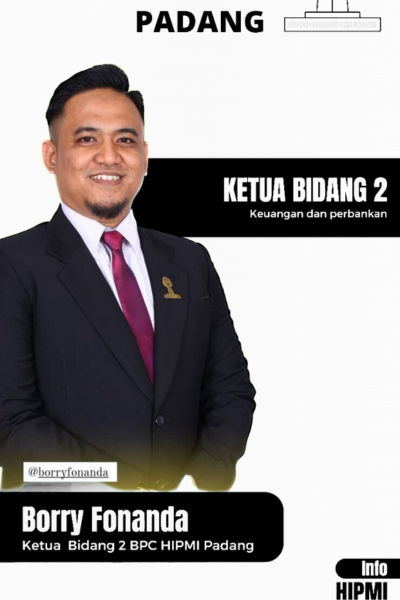 PADANG
KETUA BIDANG 2
Keuangan dan perbankan
@borryfonanda
Borry Fonanda
Ketua Bidang 2 BPC HIPMI Padang
Info
HIPMI